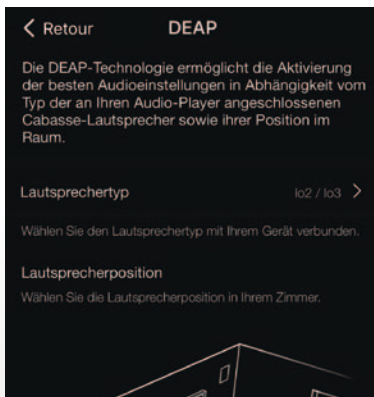 Retour DEAP
Die DEAP-Technologie ermöglicht die Aktivierung
der besten Audioeinstellungen in Abhängigkeit vom
Typ der an Ihren Audio-Player angeschlossenen
Cabasse-Lautsprecher sowie ihrer Position im
Raum.
Lautsprechertyp Io2 / Io3
Wählen Sie den Lautsprechertyp mit Ihrem Gerät verbunden.
Lautsprecherposition
Wählen Sie die Lautsprecherposition in Ihrem Zimmer.